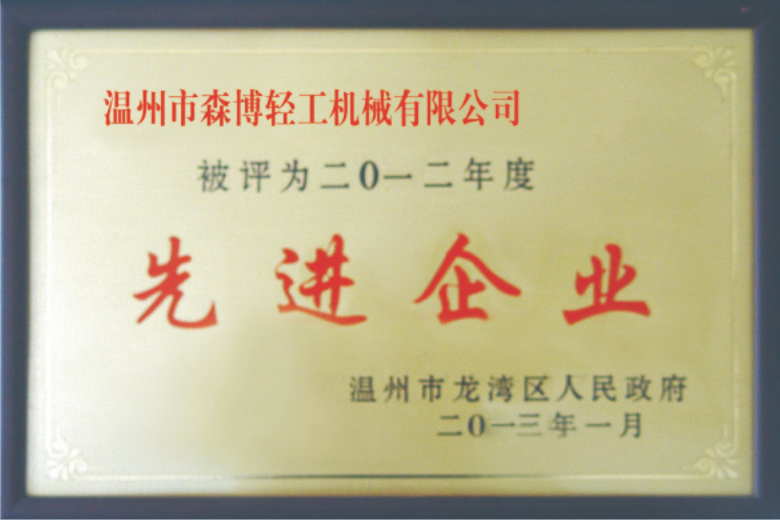 温州市森博轻工机械有限公司
被评为二0一二年度
先进企业
温州市龙湾区人民政府
二0一三年一月